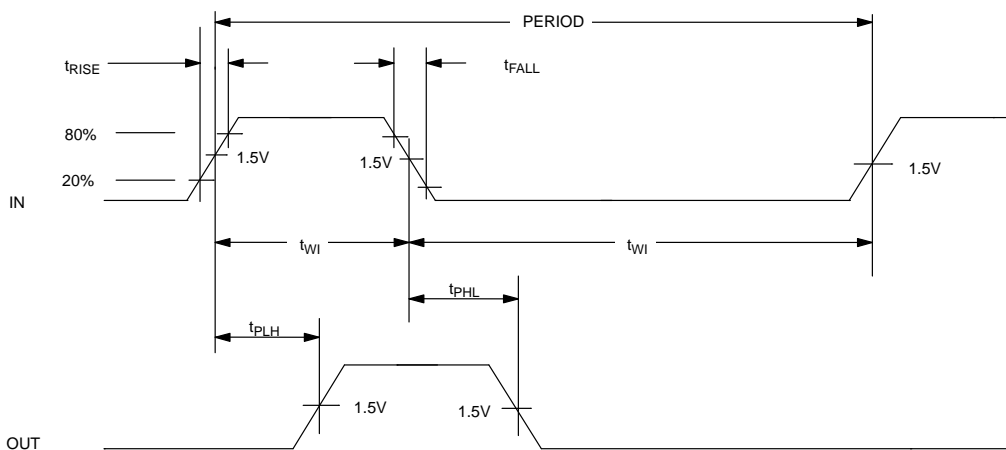 PERIOD
tRISE
tFALL
80%
1.5V
1.5V
1.5V
20%
IN
tWI
tWI
tPHL
tPLH
1.5V
1.5V
OUT